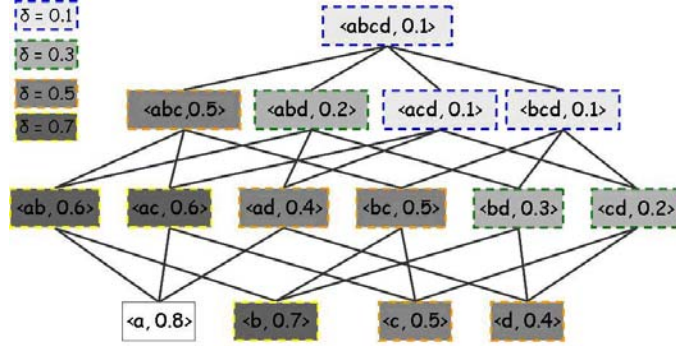 δ = 0.1
δ = 0.3
δ = 0.5
δ = 0.7
<abcd, 0.1>
<abc,0.5> <abd, 0.2> <acd, 0.1> <bcd, 0.1>
<ab, 0.6> <ac, 0.6> <ad, 0.4> <bc, 0.5> <bd, 0.3> <cd, 0.2>
<a, 0.8> <b, 0.7> <c, 0.5> <d, 0.4>